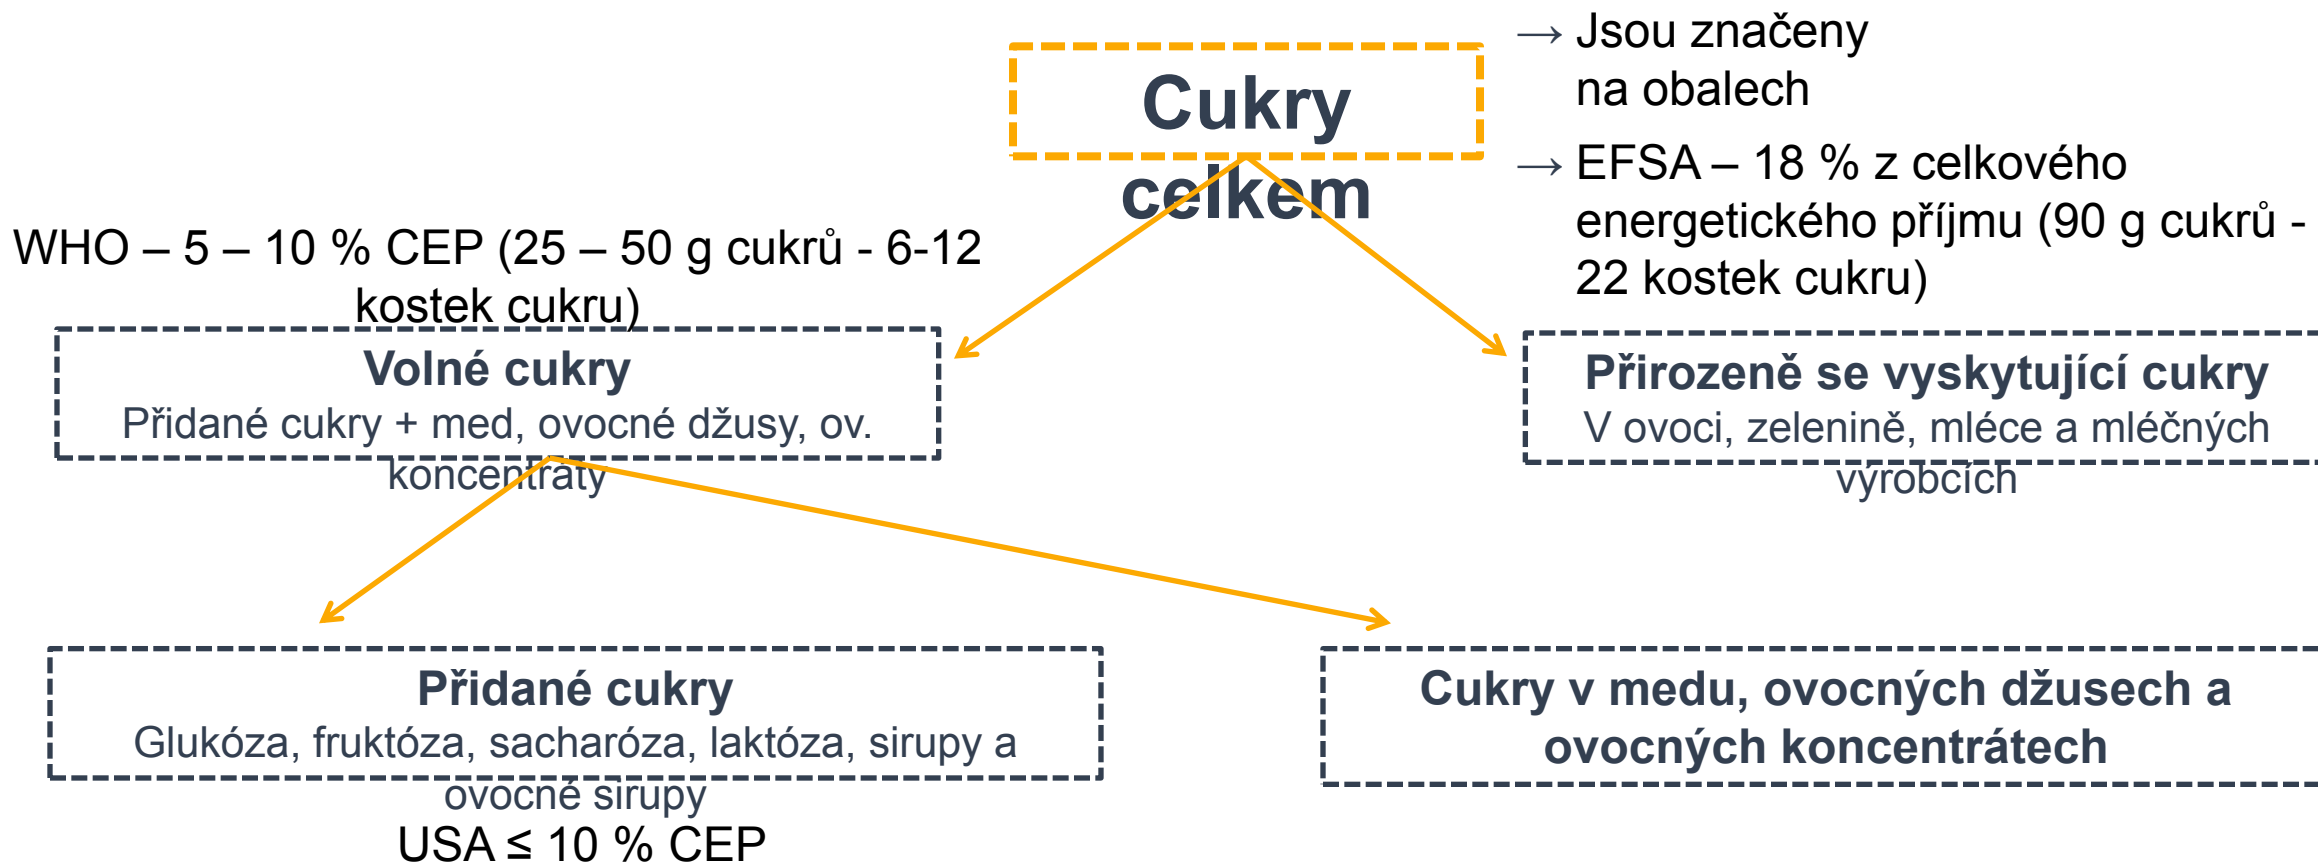 Cukry
celkem
→ Jsou značeny
na obalech
→ EFSA – 18 % z celkového
energetického příjmu (90 g cukrů -
22 kostek cukru)
WHO – 5 – 10 % CEP (25 – 50 g cukrů - 6-12
kostek cukru)
Volné cukry
Přidané cukry + med, ovocné džusy, ov.
koncentráty
Přirozeně se vyskytující cukry
V ovoci, zelenině, mléce a mléčných
výrobcích
Přidané cukry
Glukóza, fruktóza, sacharóza, laktóza, sirupy a
ovocné sirupy
USA ≤ 10 % CEP
Cukry v medu, ovocných džusech a
ovocných koncentrátech